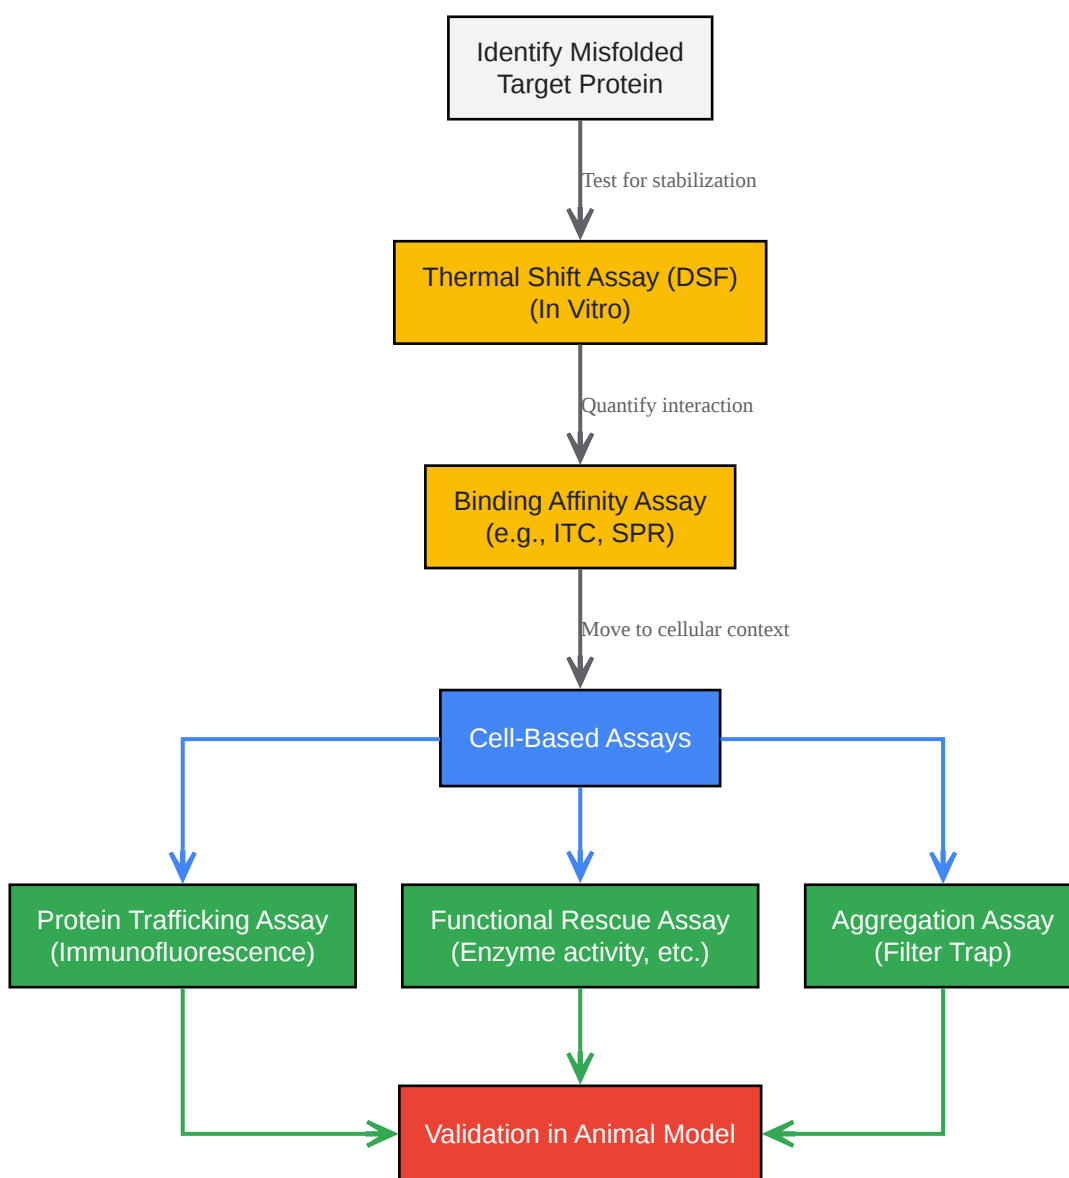 Identify Misfolded
Target Protein
Test for stabilization
Thermal Shift Assay (DSF)
(In Vitro)
Quantify interaction
Binding Affinity Assay
(e.g., ITC, SPR)
Move to cellular context
Cell-Based Assays
Protein Trafficking Assay
(Immunofluorescence)
Functional Rescue Assay
(Enzyme activity, etc.)
Aggregation Assay
(Filter Trap)
Validation in Animal Model